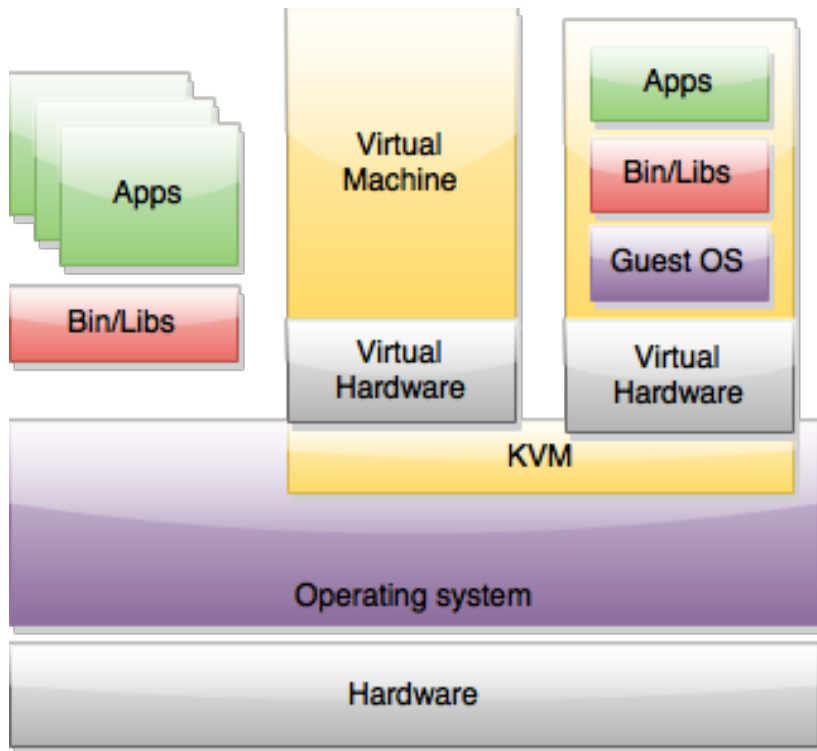 Apps
Bin/Libs
Virtual
Machine
Virtual
Hardware
Apps
Bin/Libs
Guest OS
Virtual
Hardware
KVM
Operating system
Hardware